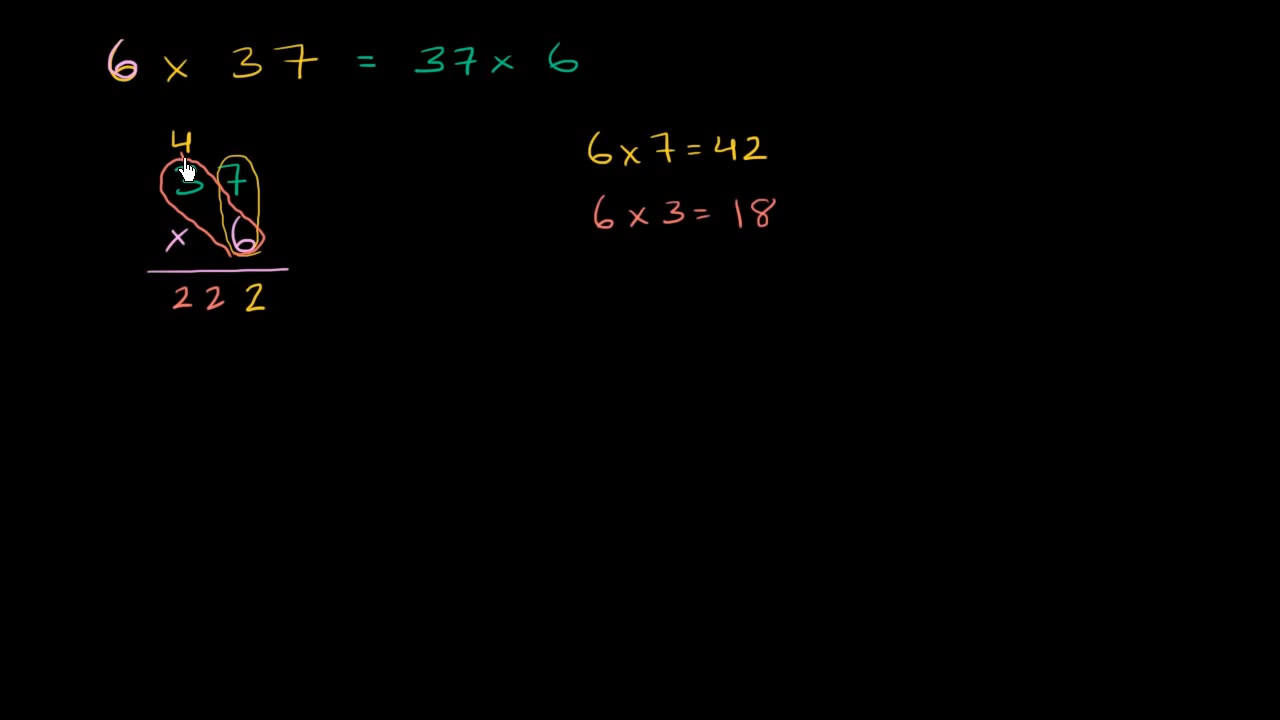 6 x 37 = 37 x 6
4
37
x 6
222
6 x 7 = 42
6 x 3 = 18